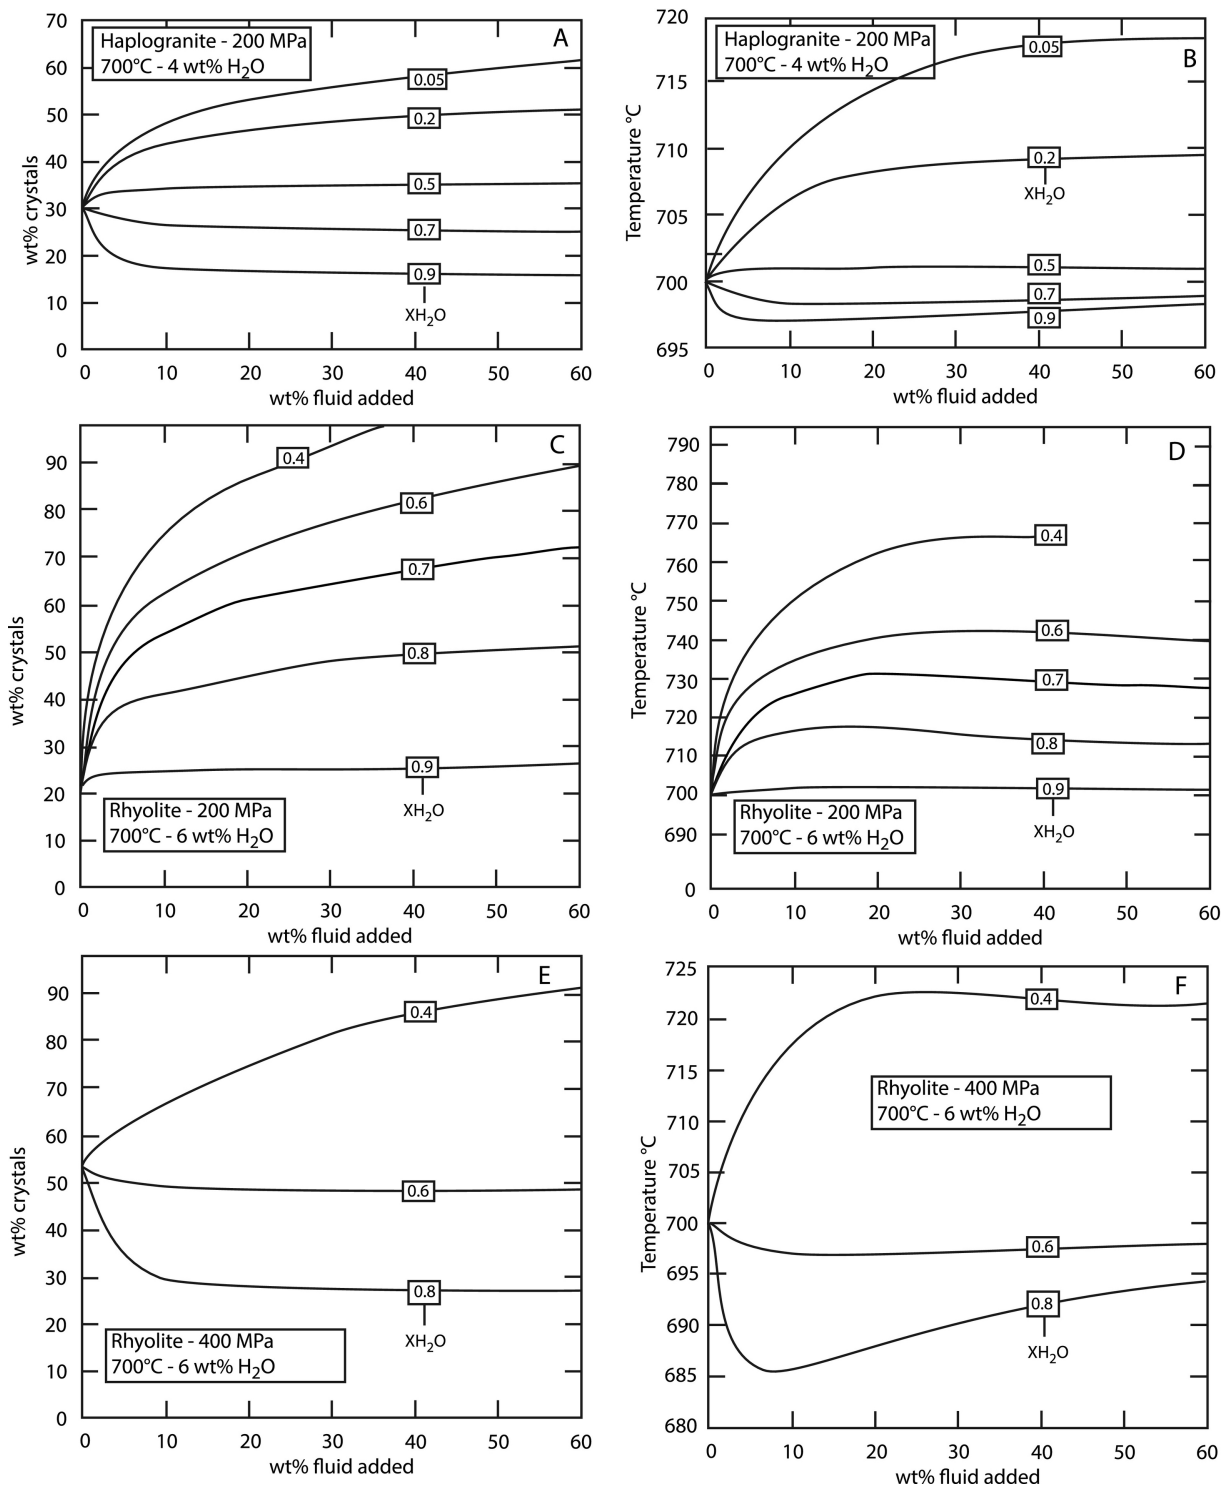 A
Haplogranite - 200 MPa
700°C - 4 wt% H2O
70
60
50
40
30
20
10
0
wt% crystals
0.05
0.2
0.5
0.7
0.9
XH2O
0 10 20 30 40 50 60
wt% fluid added
B
Haplogranite - 200 MPa
700°C - 4 wt% H2O
720
715
710
705
700
695
Temperature °C
0.05
0.2
XH2O
0.5
0.7
0.9
0 10 20 30 40 50 60
wt% fluid added
C
90
80
70
60
50
40
30
20
10
0
wt% crystals
0.4
0.6
0.7
0.8
0.9
XH2O
Rhyolite - 200 MPa
700°C - 6 wt% H2O
0 10 20 30 40 50 60
wt% fluid added
D
790
780
770
760
750
740
730
720
710
700
690
0
Temperature °C
0.4
0.6
0.7
0.8
0.9
XH2O
Rhyolite - 200 MPa
700°C - 6 wt% H2O
0 10 20 30 40 50 60
wt% fluid added
E
90
80
70
60
50
40
30
20
10
0
wt% crystals
0.4
0.6
0.8
XH2O
Rhyolite - 400 MPa
700°C - 6 wt% H2O
0 10 20 30 40 50 60
wt% fluid added
F
725
720
715
710
705
700
695
690
685
680
Temperature °C
0.4
Rhyolite - 400 MPa
700°C - 6 wt% H2O
0.6
0.8
XH2O
0 10 20 30 40 50 60
wt% fluid added